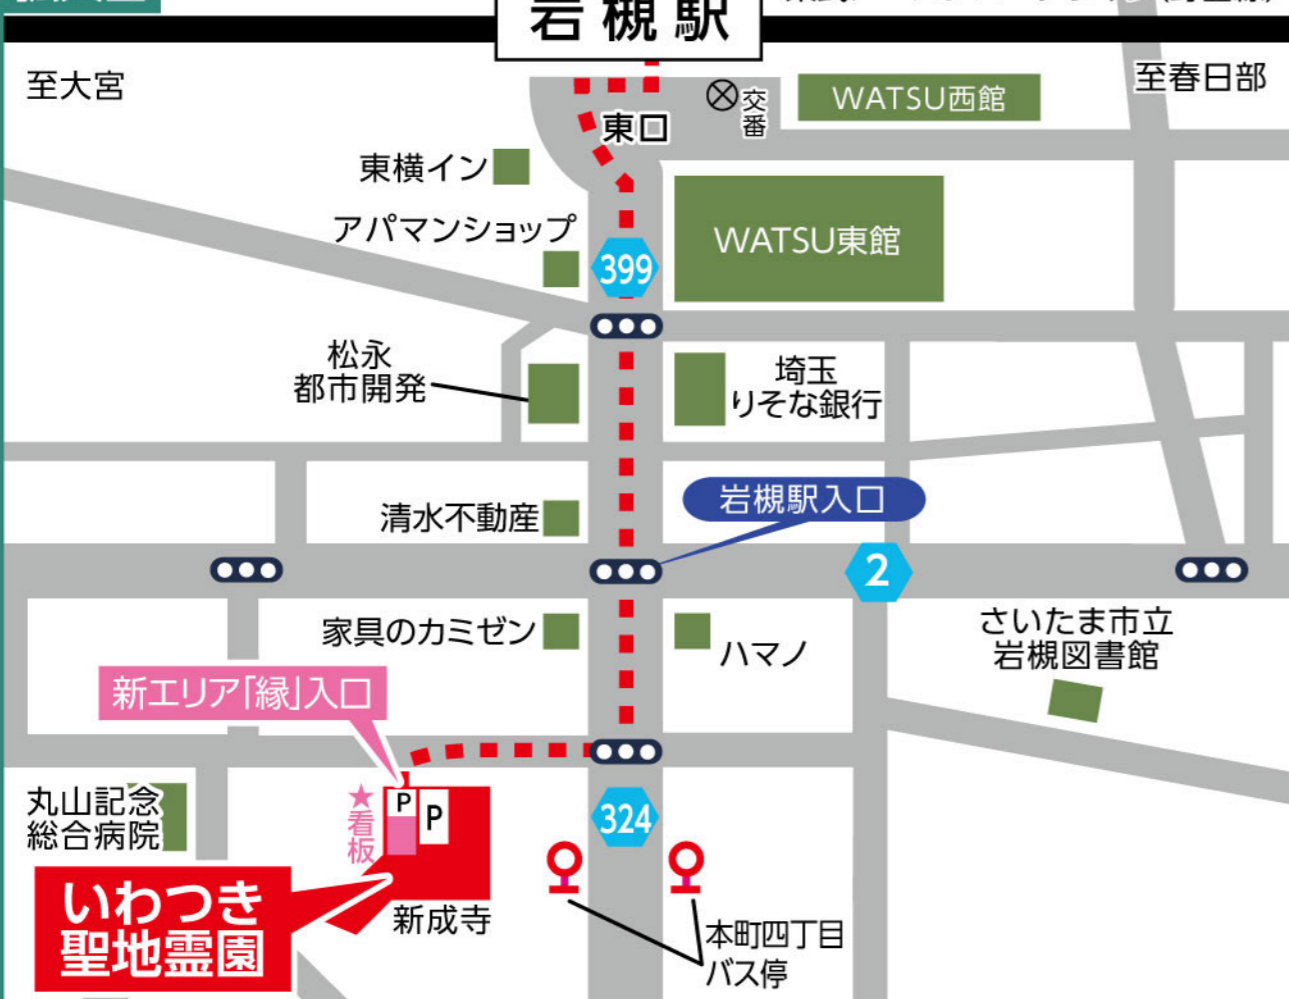 岩槻駅
至大宮
至春日部
交番
WATSU西館
東口
東横イン
アパマンショップ
WATSU東館
399
松永
都市開発
埼玉
りそな銀行
岩槻駅入口
清水不動産
2
家具のカミゼン
ハマノ
さいたま市立
岩槻図書館
新エリア「縁」入口
丸山記念
総合病院
★看板
P
P
324
いわつき
聖地霊園
新成寺
本町四丁目
バス停